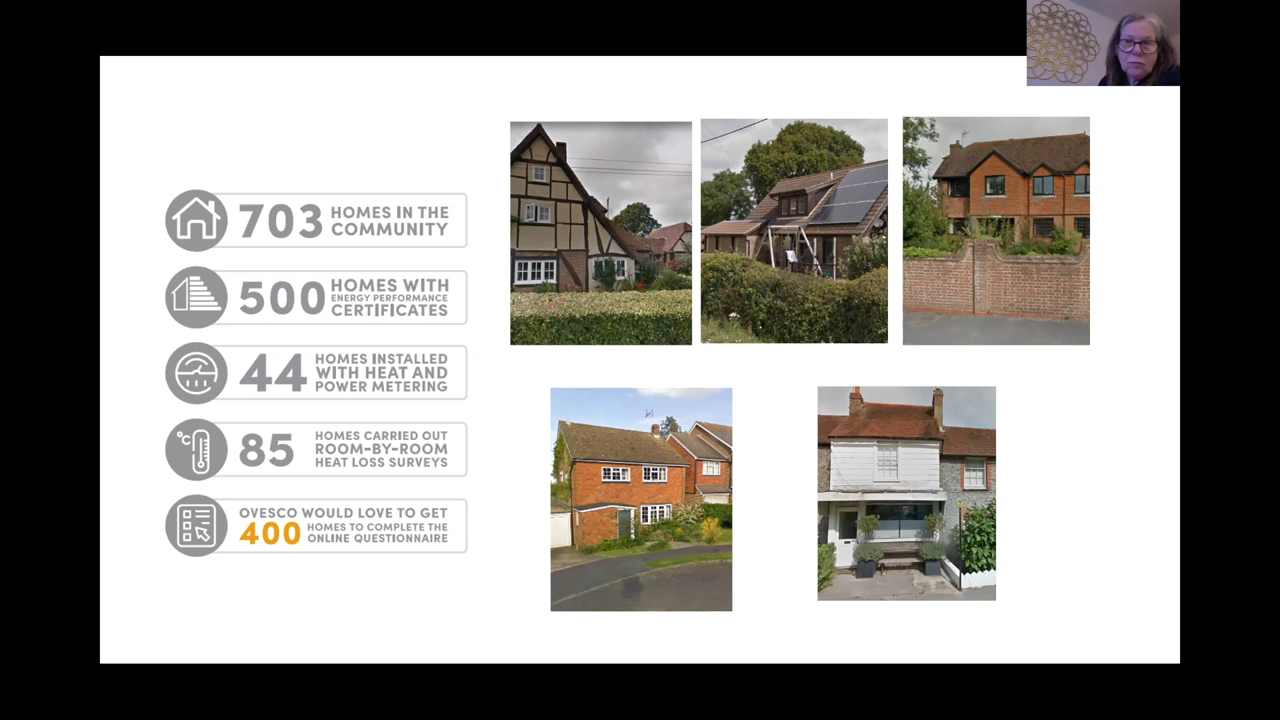 703 HOMES IN THE
COMMUNITY
500 HOMES WITH
ENERGY PERFORMANCE
CERTIFICATES
44 HOMES INSTALLED
WITH HEAT AND
POWER METERING
°C
85 HOMES CARRIED OUT
ROOM-BY-ROOM
HEAT LOSS SURVEYS
OVESCO WOULD LOVE TO GET
400 HOMES TO COMPLETE THE
ONLINE QUESTIONNAIRE